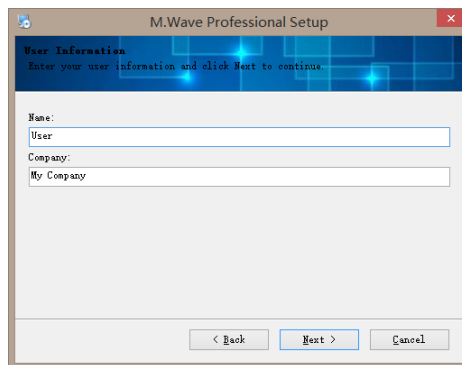 M.Wave Professional Setup
User Information
Enter your user information and click Next to continue.
Name:
User
Company:
My Company
< Back
Next >
Cancel